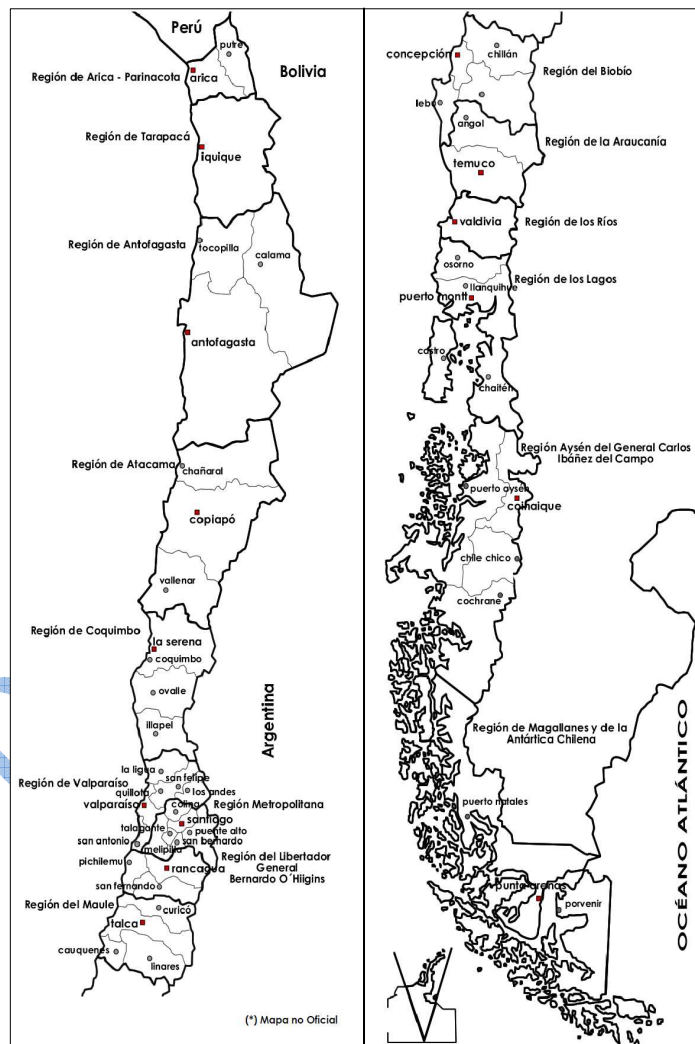 Perú
putre
Bolivia
Región de Arica - Parinacota
arica
Región de Tarapacá
iquique
Región de Antofagasta
tocopilla
calama
antofagasta
Región de Atacama
chañaral
copiapó
vallenar
Región de Coquimbo
la serena
coquimbo
ovalle
illapel
Argentina
la ligua
san felipe
Región de Valparaíso
quillota
los andes
valparaíso
colina
Región Metropolitana
santiago
talagante
puente alto
san antonio
san bernardo
melipilla
pichilemu
Región del Libertador
General
Bernardo O´Hiigins
rancagua
san fernando
Región del Maule
curicó
talca
cauquenes
linares
(*) Mapa no Oficial
concepción
chillán
Región del Biobío
lebu
angol
Región de la Araucanía
temuco
valdivia
Región de los Ríos
osorno
Región de los Lagos
llanquihue
puerto montt
castro
chaitén
Región Aysén del General Carlos
Ibáñez del Campo
puerto aysén
coihaique
chile chico
cochrane
Región de Magallanes y de la
Antártica Chilena
puerto natales
punta arenas
porvenir
OCÉANO ATLÁNTICO